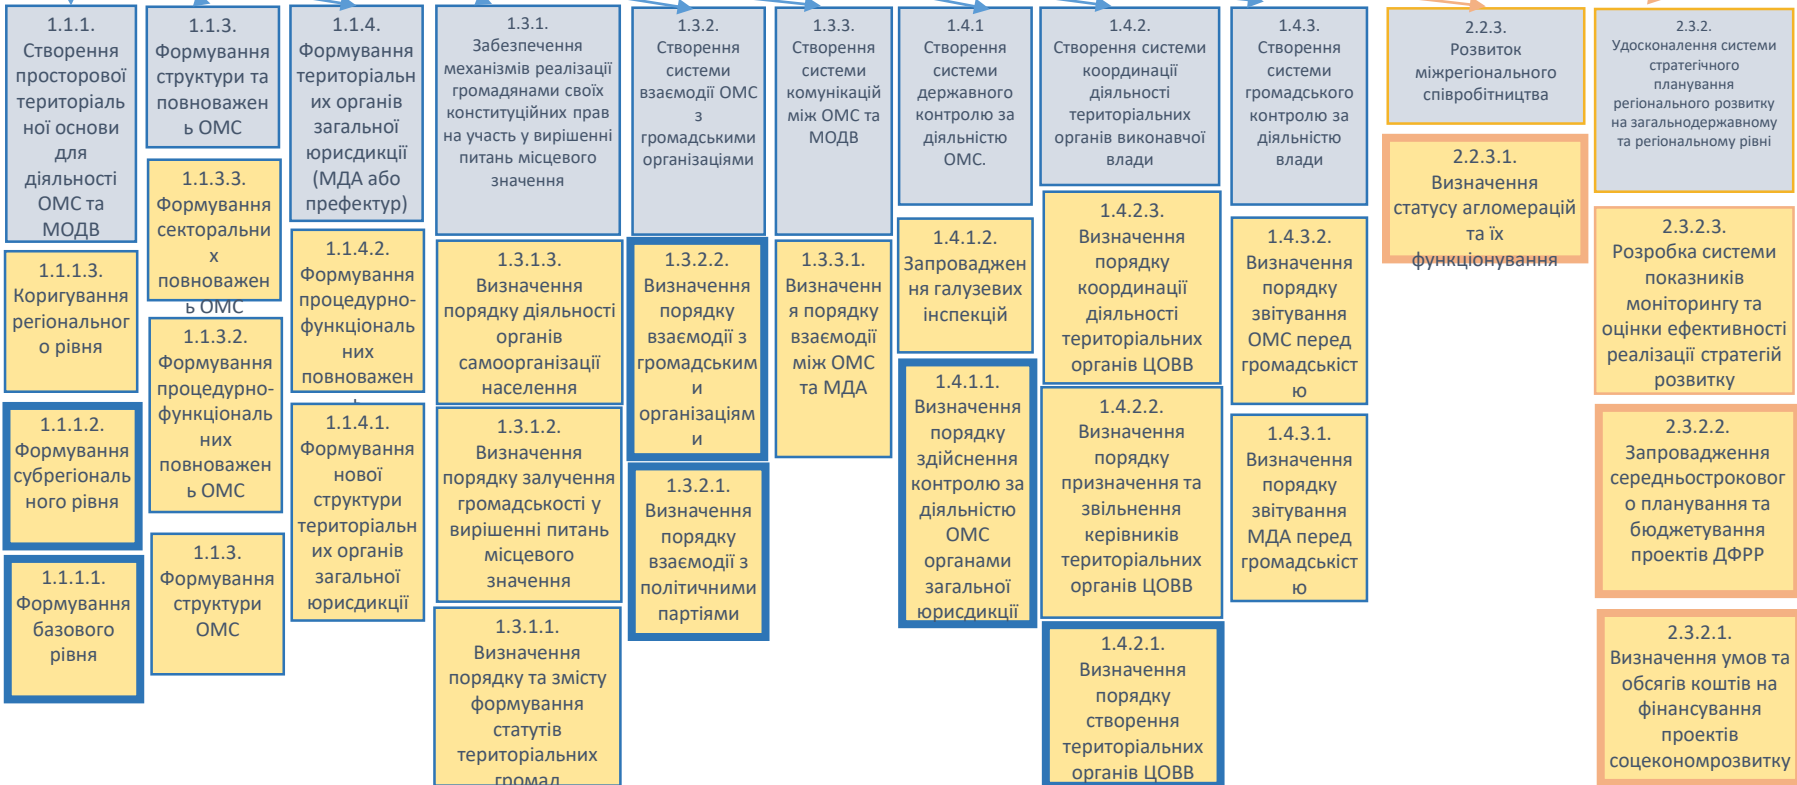 1.1.1.
Створення
просторової
територіаль
ної основи
для
діяльності
ОМС та
МОДВ
1.1.1.3.
Коригування
регіональног
о рівня
1.1.1.2.
Формування
субрегіональ
ного рівня
1.1.1.1.
Формування
базового
рівня
1.1.3.
Формування
структури та
повноважен
ь ОМС
1.1.3.3.
Формування
секторальни
х
повноважен
ь ОМС
1.1.3.2.
Формування
процедурно-
функціональ
них
повноважен
ь ОМС
1.1.3.
Формування
структури
ОМС
1.1.4.
Формування
територіальн
их органів
загальної
юрисдикції
(МДА або
префектур)
1.1.4.2.
Формування
процедурно-
функціональ
них
повноважен
1.1.4.1.
Формування
нової
структури
територіальн
их органів
загальної
юрисдикції
1.3.1.
Забезпечення
механізмів реалізації
громадянами своїх
конституційних прав
на участь у вирішенні
питань місцевого
значення
1.3.1.3.
Визначення
порядку діяльності
органів
самоорганізації
населення
1.3.1.2.
Визначення
порядку залучення
громадськості у
вирішенні питань
місцевого
значення
1.3.1.1.
Визначення
порядку та змісту
формування
статутів
територіальних
громад
1.3.2.
Створення
системи
взаємодії ОМС
з
громадськими
організаціями
1.3.2.2.
Визначення
порядку
взаємодії з
громадським
и
організаціям
и
1.3.2.1.
Визначення
порядку
взаємодії з
політичними
партіями
1.3.3.
Створення
системи
комунікацій
між ОМС та
МОДВ
1.3.3.1.
Визначенн
я порядку
взаємодії
між ОМС
та МДА
1.4.1
Створення
системи
державного
контролю за
діяльністю
ОМС.
1.4.1.2.
Запроваджен
ня галузевих
інспекцій
1.4.1.1.
Визначення
порядку
здійснення
контролю за
діяльністю
ОМС
органами
загальної
юрисдикції
1.4.2.
Створення системи
координації
діяльності
територіальних
органів виконавчої
влади
1.4.2.3.
Визначення
порядку
координації
діяльності
територіальних
органів ЦОВВ
1.4.2.2.
Визначення
порядку
призначення та
звільнення
керівників
територіальних
органів ЦОВВ
1.4.2.1.
Визначення
порядку
створення
територіальних
органів ЦОВВ
1.4.3.
Створення
системи
громадського
контролю за
діяльністю
влади
1.4.3.2.
Визначення
порядку
звітування
ОМС перед
громадськіст
ю
1.4.3.1.
Визначення
порядку
звітування
МДА перед
громадськіст
ю
2.2.3.
Розвиток
міжрегіонального
співробітництва
2.2.3.1.
Визначення
статусу агломерацій
та їх
функціонування
2.3.2.
Удосконалення системи
стратегічного
планування
регіонального розвитку
на загальнодержавному
та регіональному рівні
2.3.2.3.
Розробка системи
показників
моніторингу та
оцінки ефективності
реалізації стратегій
розвитку
2.3.2.2.
Запровадження
середньостроковог
о планування та
бюджетування
проектів ДФРР
2.3.2.1.
Визначення умов та
обсягів коштів на
фінансування
проектів
соцекономрозвитку